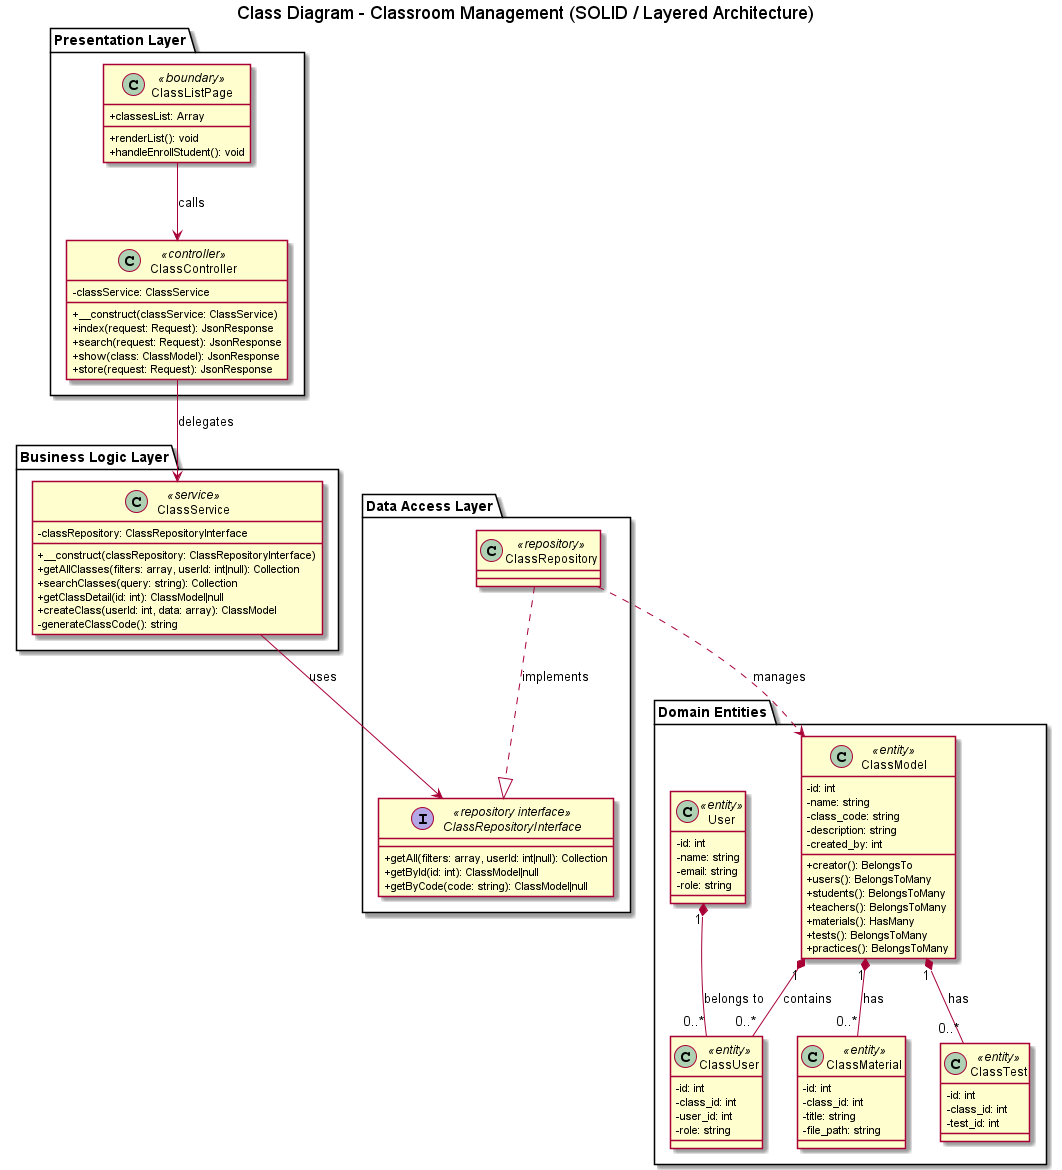 Class Diagram - Classroom Management (SOLID / Layered Architecture)
Presentation Layer
C
«boundary»
ClassListPage
+classesList: Array
+renderList(): void
+handleEnrollStudent(): void
calls
C
«controller»
ClassController
-classService: ClassService
+__construct(classService: ClassService)
+index(request: Request): JsonResponse
+search(request: Request): JsonResponse
+show(class: ClassModel): JsonResponse
+store(request: Request): JsonResponse
delegates
Business Logic Layer
C
«service»
ClassService
-classRepository: ClassRepositoryInterface
+__construct(classRepository: ClassRepositoryInterface)
+getAllClasses(filters: array, userId: int|null): Collection
+searchClasses(query: string): Collection
+getClassDetail(id: int): ClassModel|null
+createClass(userId: int, data: array): ClassModel
-generateClassCode(): string
uses
Data Access Layer
C
«repository»
ClassRepository
implements
manages
I
«repository interface»
ClassRepositoryInterface
+getAll(filters: array, userId: int|null): Collection
+getById(id: int): ClassModel|null
+getByCode(code: string): ClassModel|null
Domain Entities
C
«entity»
ClassModel
-id: int
-name: string
-class_code: string
-description: string
-created_by: int
+creator(): BelongsTo
+users(): BelongsToMany
+students(): BelongsToMany
+teachers(): BelongsToMany
+materials(): HasMany
+tests(): BelongsToMany
+practices(): BelongsToMany
C
«entity»
User
-id: int
-name: string
-email: string
-role: string
1
belongs to
0..*
1
contains
0..*
1
has
0..*
1
has
0..*
C
«entity»
ClassUser
-id: int
-class_id: int
-user_id: int
-role: string
C
«entity»
ClassMaterial
-id: int
-class_id: int
-title: string
-file_path: string
C
«entity»
ClassTest
-id: int
-class_id: int
-test_id: int